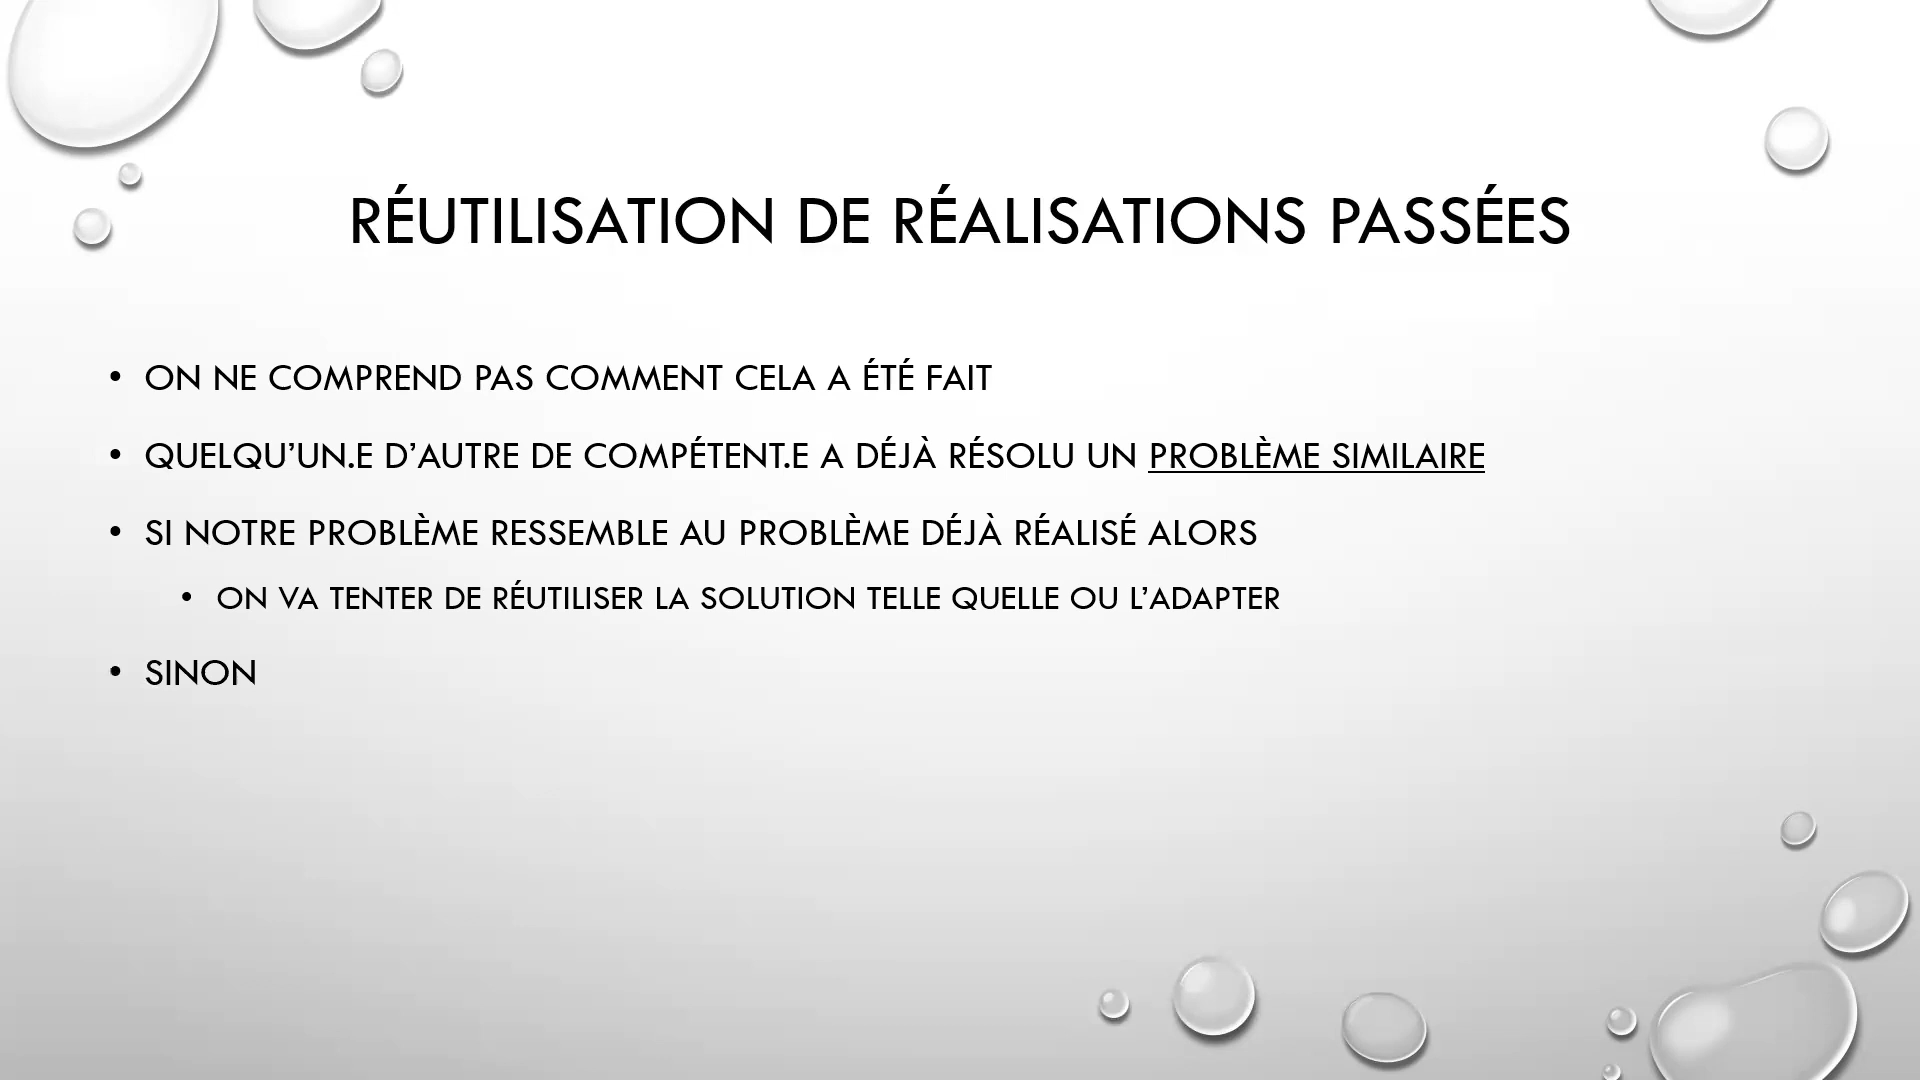 RÉUTILISATION DE RÉALISATIONS PASSÉES
• ON NE COMPREND PAS COMMENT CELA A ÉTÉ FAIT
• QUELQU’UN.E D’AUTRE DE COMPÉTENT.E A DÉJÀ RÉSOLU UN PROBLÈME SIMILAIRE
• SI NOTRE PROBLÈME RESSEMBLE AU PROBLÈME DÉJÀ RÉALISÉ ALORS
• ON VA TENTER DE RÉUTILISER LA SOLUTION TELLE QUELLE OU L’ADAPTER
• SINON